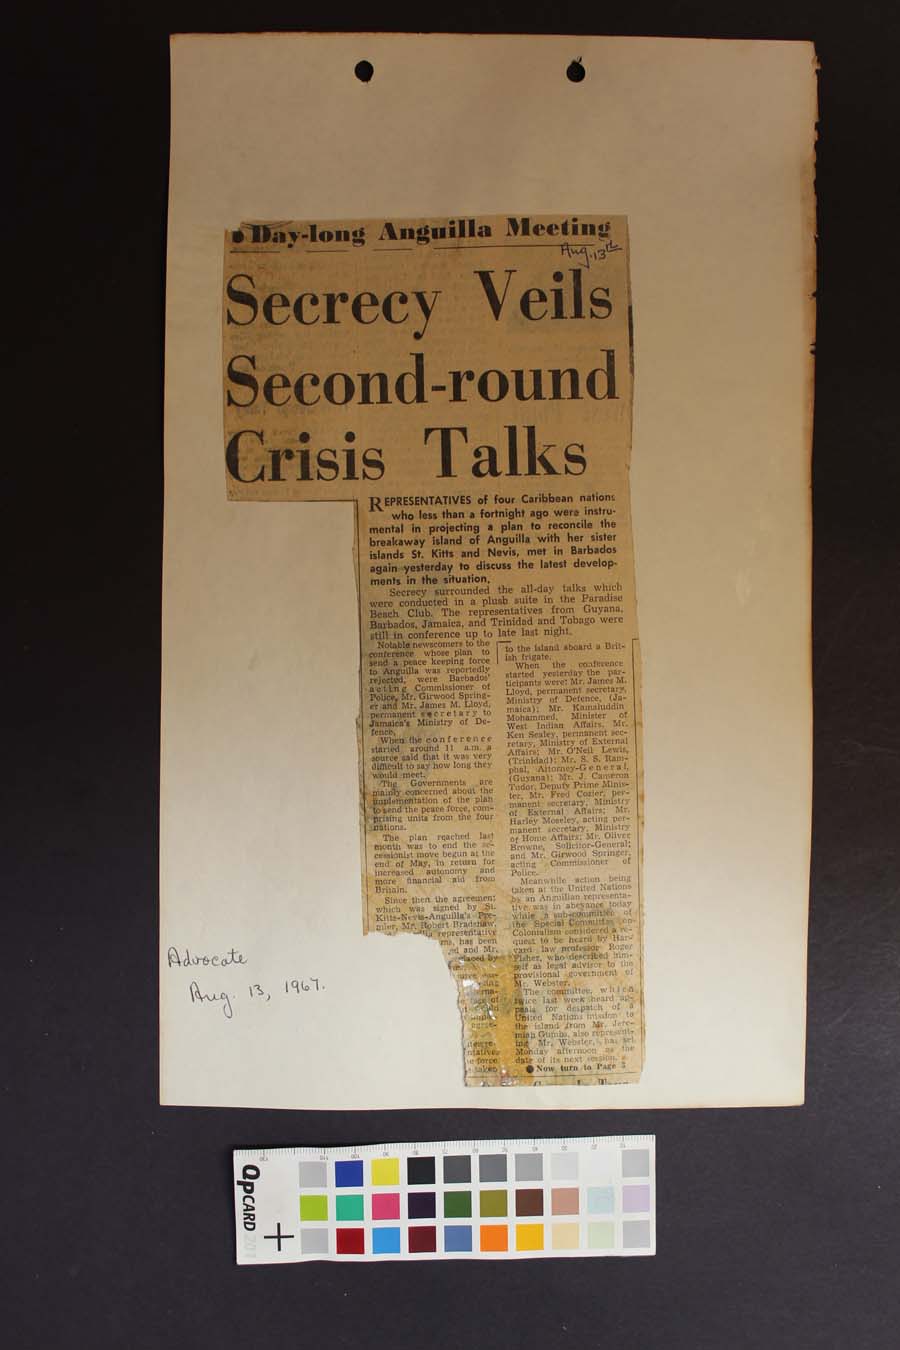 Day-long Anguilla Meeting
Aug. 13th
Secrecy Veils
Second-round
Crisis Talks
REPRESENTATIVES of four Caribbean nations
who less than a fortnight ago were instru-
mental in projecting a plan to reconcile the
breakaway island of Anguilla with her sister
islands St. Kitts and Nevis, met in Barbados
again yesterday to discuss the latest develop-
ments in the situation.
Secrecy surrounded the all-day talks which
were conducted in a plush suite in the Paradise
Beach Club. The representatives from Guyana,
Barbados, Jamaica, and Trinidad and Tobago were
still in conference up to late last night.
Notable newscomers to the
conference whose plan to
send a peace keeping force
to Anguilla was reportedly
rejected, were Barbados'
acting Commissioner of
Police, Mr. Girwood Spring-
er and Mr. James M. Lloyd,
permanent secretary to
Jamaica's Ministry of De-
fence.
When the conference
started around 11 a.m. a
source said that it was very
difficult to say how long they
would meet.
The Governments are
mainly concerned about the
implementation of the plan
to send the peace force, com-
prising units from the four
nations.
The plan reached last
month was to end the se-
cessionist move begun at the
end of May, in return for
increased autonomy and
more financial aid from
Britain.
Since then the agreement
which was signed by St.
Kitts-Nevis-Anguilla's Pre-
mier, Mr. Robert Bradshaw,
representative
has been
and Mr.
placed by
force
taken
to the island aboard a Brit-
ish frigate.
When the conference
started yesterday the par-
ticipants were: Mr. James M.
Lloyd, permanent secretary,
Ministry of Defence, (Ja-
maica); Mr. Kamaluddin
Mohammed, Minister of
West Indian Affairs, Mr.
Ken Sealey, permanent sec-
retary, Ministry of External
Affairs; Mr. O'Neil Lewis,
(Trinidad); Mr. S. S. Ram-
phal, Attorney-General,
(Guyana); Mr. J. Cameron
Tudor, Deputy Prime Minis-
ter, Mr. Fred Cozier, per-
manent secretary, Ministry
of External Affairs; Mr.
Harley Moseley, acting per-
manent secretary, Ministry
of Home Affairs; Mr. Oliver
Browne, Solicitor-General;
and Mr. Girwood Springer,
acting Commissioner of
Police.
Meanwhile action being
taken at the United Nations
by an Anguillan representa-
tive was in abeyance today
while a sub-committee of
the Special Committee on
Colonialism considered a re-
quest to be heard by Har-
vard law professor Roger
Fisher, who described him-
self as legal advisor to the
provisional government of
Mr. Webster.
The committee, which
twice last week heard ap-
peals for despatch of a
United Nations mission to
the island from Mr. Jere-
miah Gumbs, also represent-
ing Mr. Webster, has set
Monday afternoon as the
date of its next session.
Now turn to Page 3
Advocate
Aug. 13, 1967.
QPCARD 201